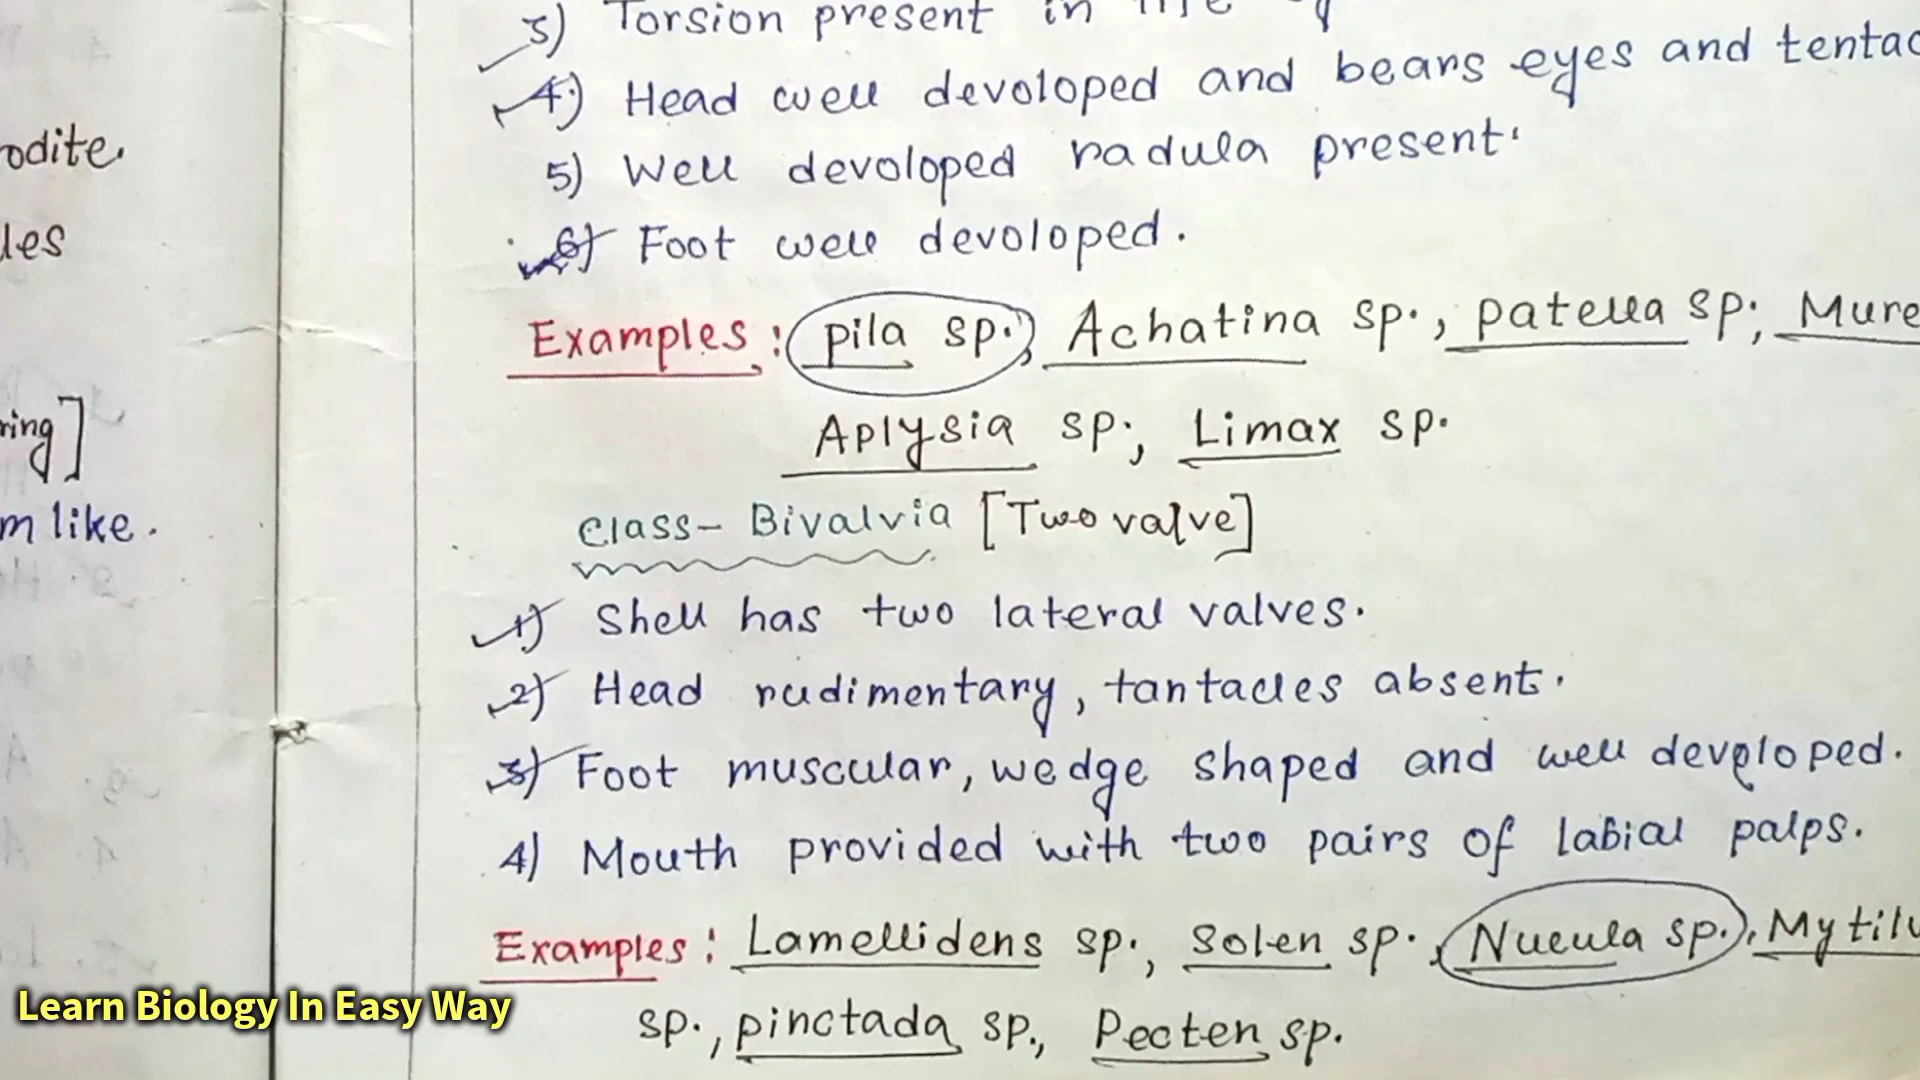 odite.
les
ring]
m like.
3) Torsion present in
4.) Head well devoloped and bears eyes and tentac
5) Well devoloped radula present.
6) Foot well devoloped.
Examples: pila sp., Achatina sp., patella sp., Mure
Aplysia sp., Limax sp.
Class- Bivalvia [Two valve]
1) Shell has two lateral valves.
2) Head rudimentary, tantacles absent.
3) Foot muscular, wedge shaped and well developed.
4) Mouth provided with two pairs of labial palps.
Examples: Lamellidens sp., Solen sp., Nucula sp., Mytilu
sp., pinctada sp., Pecten sp.
Learn Biology In Easy Way